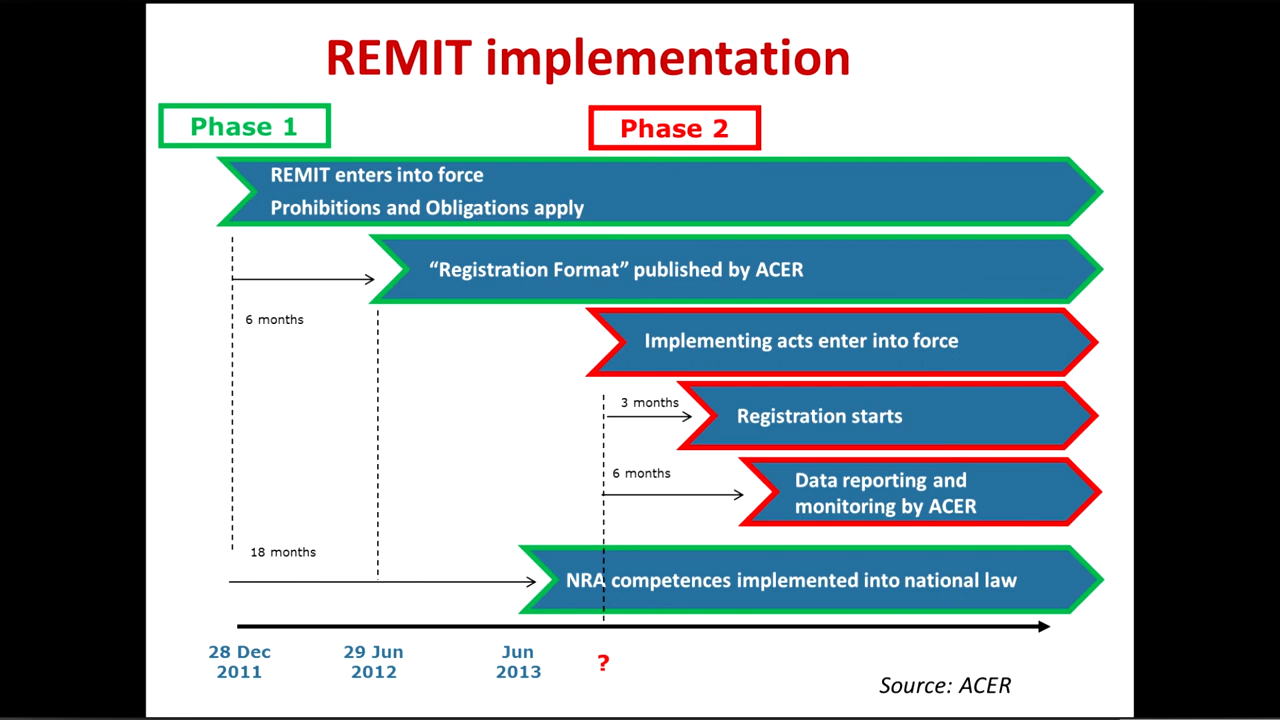 REMIT implementation
Phase 1
Phase 2
REMIT enters into force
Prohibitions and Obligations apply
“Registration Format” published by ACER
6 months
Implementing acts enter into force
3 months
Registration starts
6 months
Data reporting and
monitoring by ACER
18 months
NRA competences implemented into national law
28 Dec
2011
29 Jun
2012
Jun
2013
?
Source: ACER